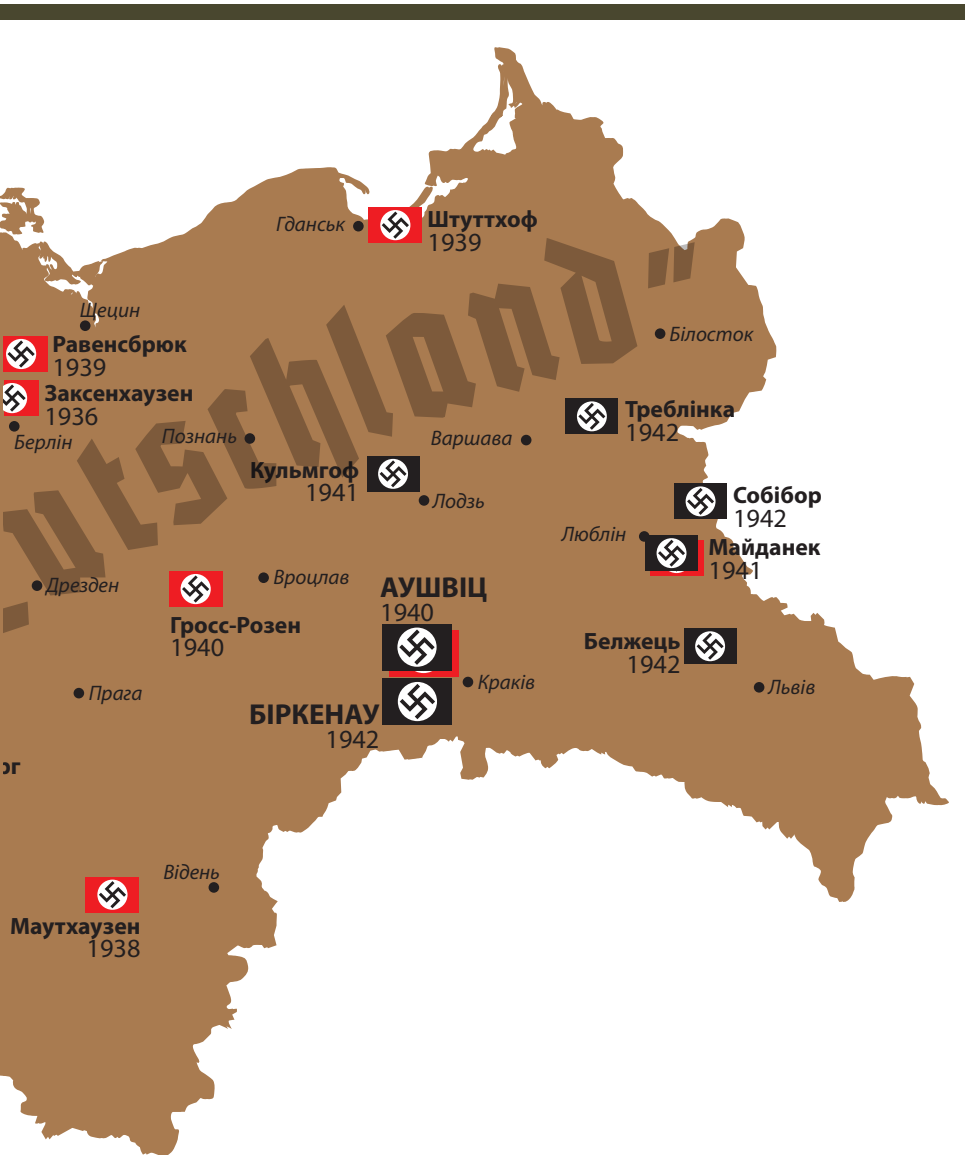 Гданськ
Штуттхоф
1939
Щецин
Білосток
Равенсбрюк
1939
Заксенхаузен
1936
Берлін
Познань
Варшава
Треблінка
1942
Кульмгоф
1941
Лодзь
Собібор
1942
Люблін
Майданек
1941
utschland”
Дрезден
Вроцлав
АУШВІЦ
1940
Гросс-Розен
1940
Белжець
1942
Прага
Краків
Львів
БІРКЕНАУ
1942
рг
Відень
Маутхаузен
1938